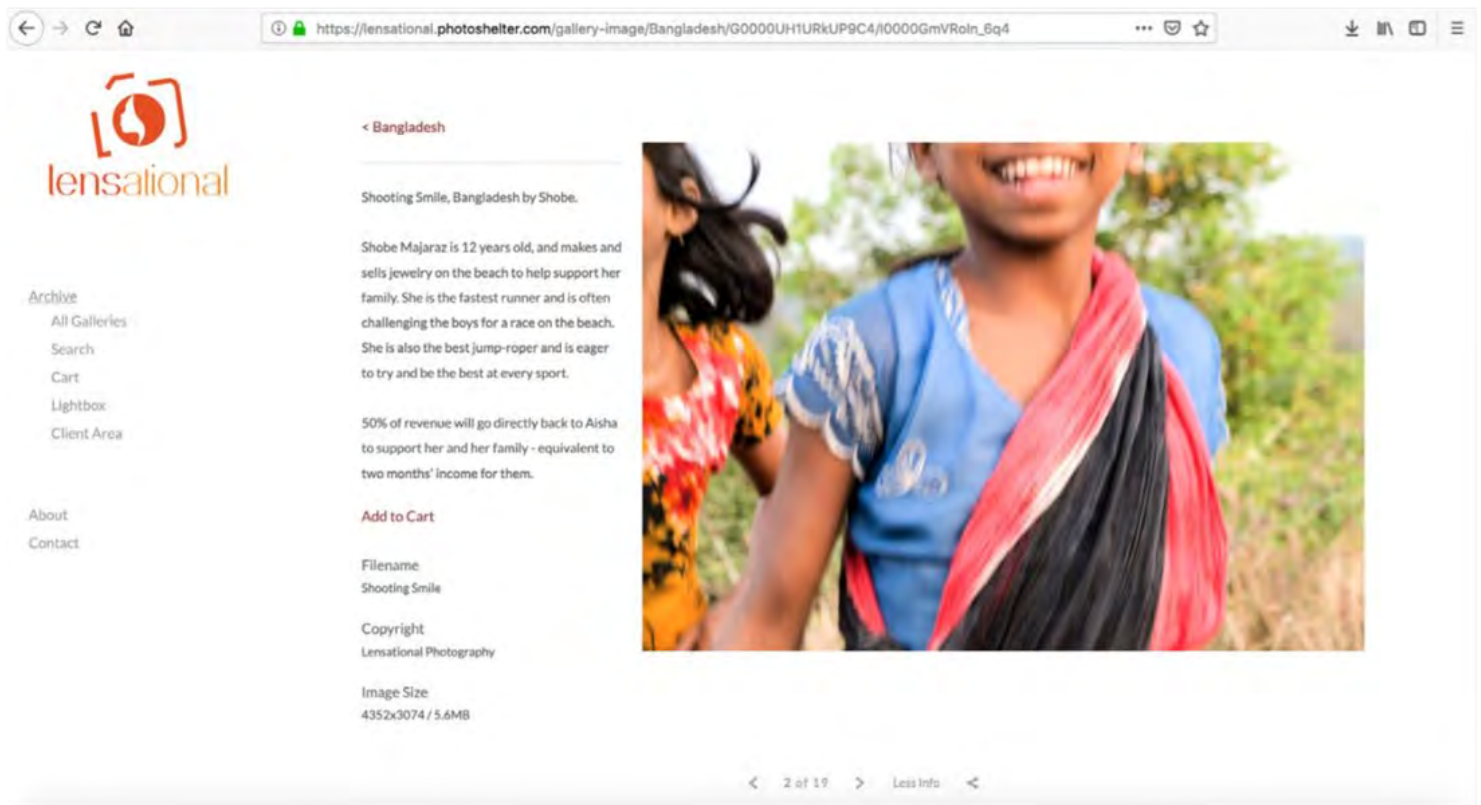 https://lensational.photoshelter.com/gallery-image/Bangladesh/G0000UH1URkUP9C4/I0000GmVRoIn_6q4
lensational
Archive
All Galleries
Search
Cart
Lightbox
Client Area
About
Contact
< Bangladesh
Shooting Smile, Bangladesh by Shobe.
Shobe Majaraz is 12 years old, and makes and
sells jewelry on the beach to help support her
family. She is the fastest runner and is often
challenging the boys for a race on the beach.
She is also the best jump-roper and is eager
to try and be the best at every sport.
50% of revenue will go directly back to Aisha
to support her and her family - equivalent to
two months' income for them.
Add to Cart
Filename
Shooting Smile
Copyright
Lensational Photography
Image Size
4352x3074 / 5.6MB
2 of 19
Less Info